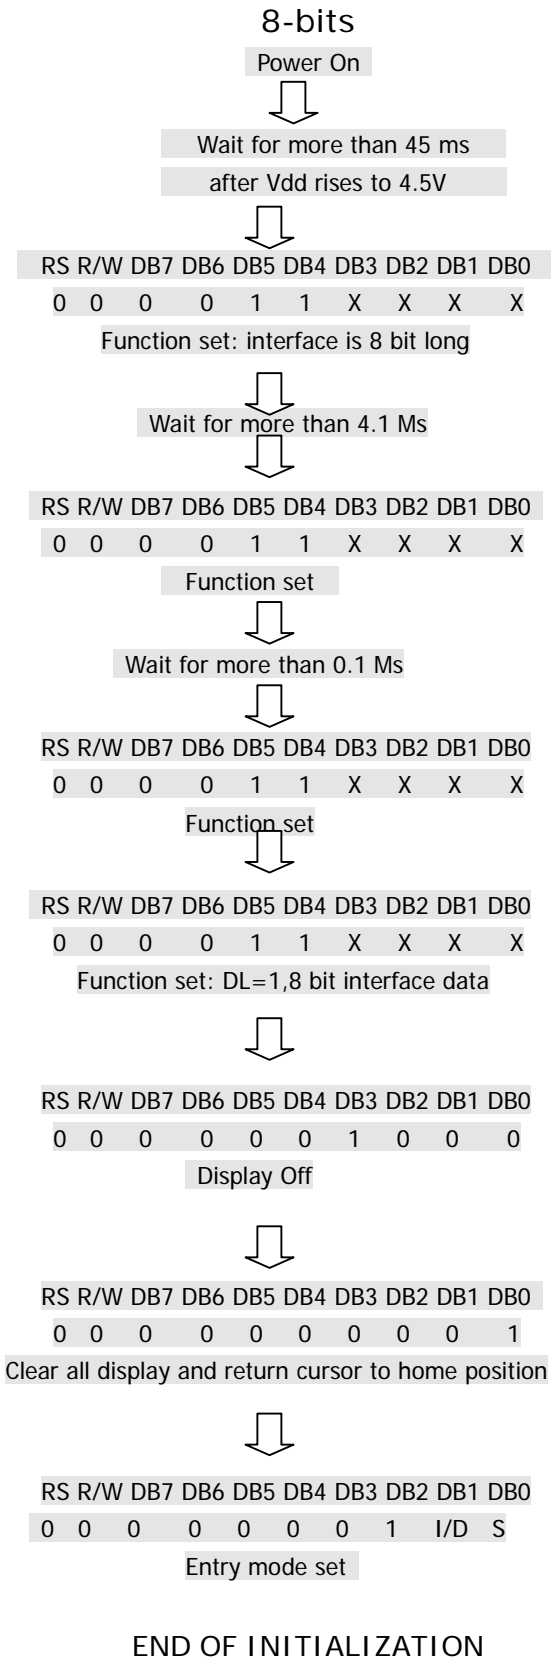 8-bits
Power On
Wait for more than 45 ms
after Vdd rises to 4.5V
RS R/W DB7 DB6 DB5 DB4 DB3 DB2 DB1 DB0
0 0 0 0 1 1 X X X X
Function set: interface is 8 bit long
Wait for more than 4.1 Ms
RS R/W DB7 DB6 DB5 DB4 DB3 DB2 DB1 DB0
0 0 0 0 1 1 X X X X
Function set
Wait for more than 0.1 Ms
RS R/W DB7 DB6 DB5 DB4 DB3 DB2 DB1 DB0
0 0 0 0 1 1 X X X X
Function set
RS R/W DB7 DB6 DB5 DB4 DB3 DB2 DB1 DB0
0 0 0 0 1 1 X X X X
Function set: DL=1,8 bit interface data
RS R/W DB7 DB6 DB5 DB4 DB3 DB2 DB1 DB0
0 0 0 0 0 0 1 0 0 0
Display Off
RS R/W DB7 DB6 DB5 DB4 DB3 DB2 DB1 DB0
0 0 0 0 0 0 0 0 0 1
Clear all display and return cursor to home position
RS R/W DB7 DB6 DB5 DB4 DB3 DB2 DB1 DB0
0 0 0 0 0 0 0 1 I/D S
Entry mode set
END OF INITIALIZATION